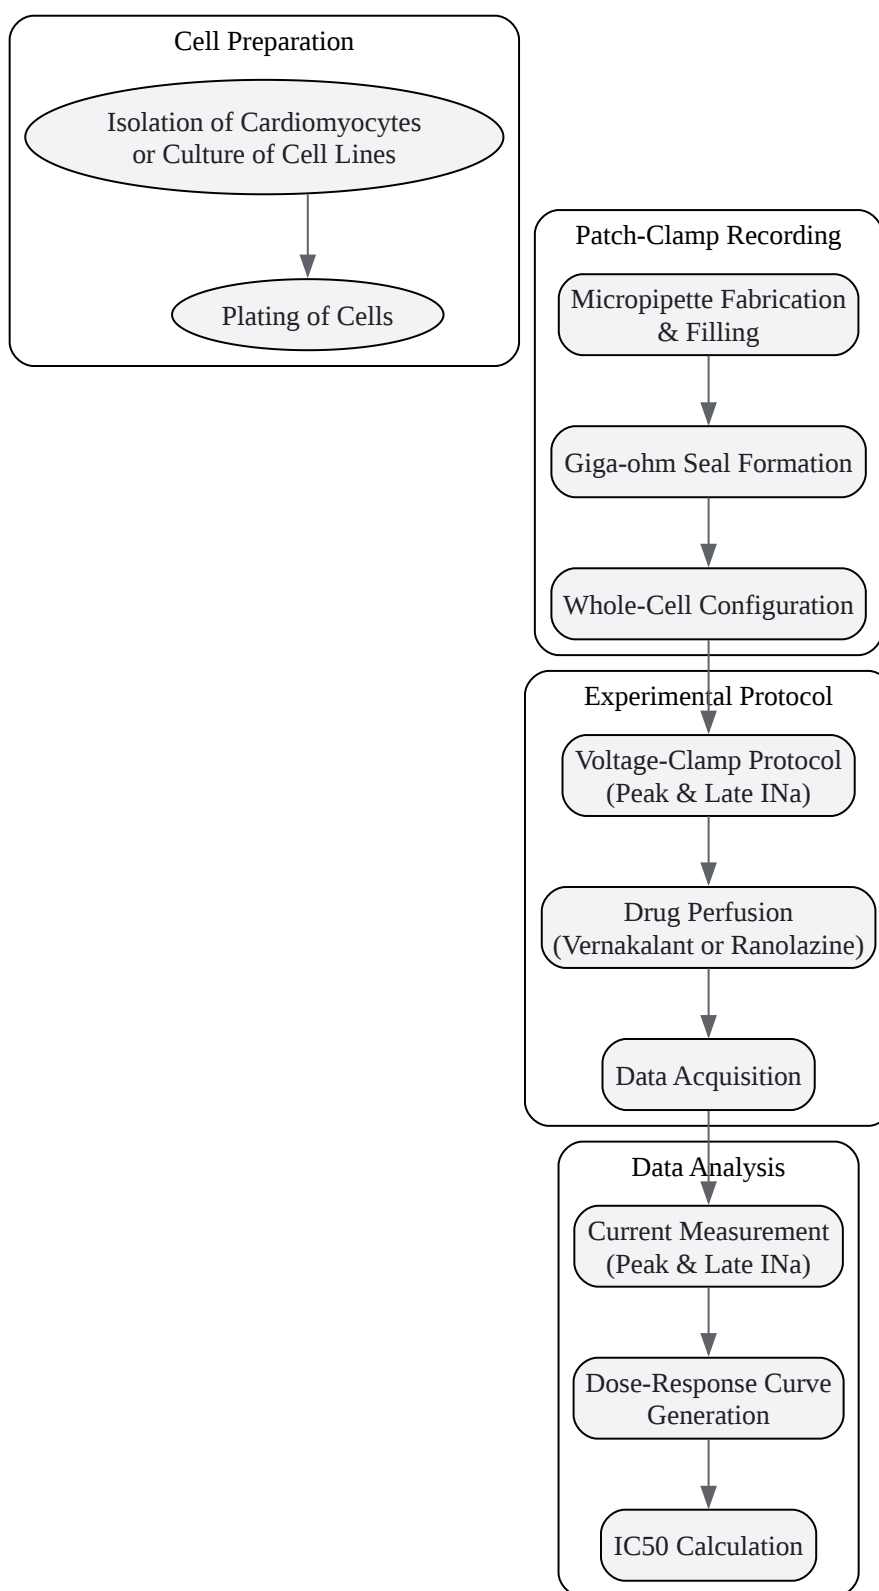 Cell Preparation
Isolation of Cardiomyocytes
or Culture of Cell Lines
Plating of Cells
Patch-Clamp Recording
Micropipette Fabrication
& Filling
Giga-ohm Seal Formation
Whole-Cell Configuration
Experimental Protocol
Voltage-Clamp Protocol
(Peak & Late INa)
Drug Perfusion
(Vernakalant or Ranolazine)
Data Acquisition
Data Analysis
Current Measurement
(Peak & Late INa)
Dose-Response Curve
Generation
IC50 Calculation